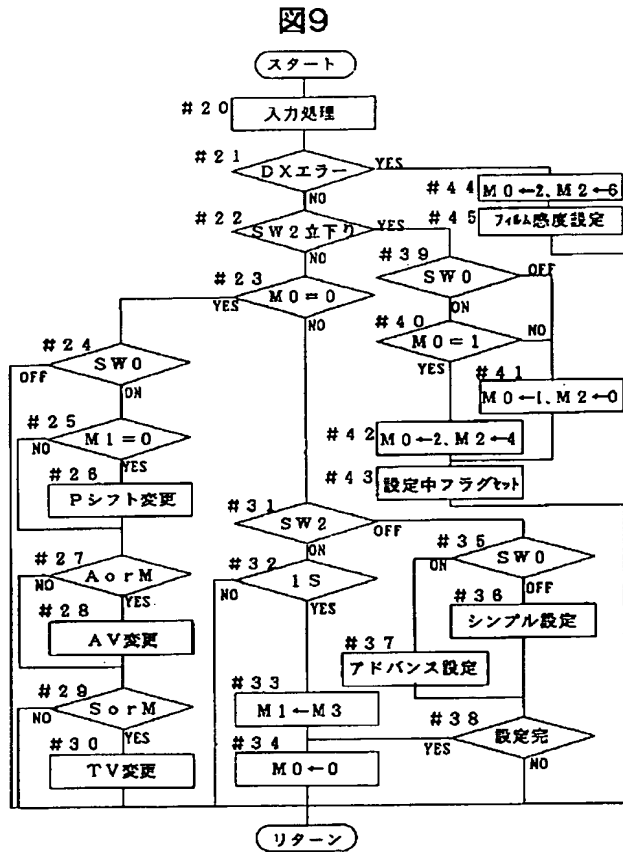 図9
スタート
#20
入力処理
#21
DXエラー
YES
NO
#44
M0←2、M2←6
#45
フィルム感度設定
#22
SW2立下り
YES
NO
#39
SW0
OFF
ON
#23
M0=0
YES
NO
#40
M0=1
NO
YES
#41
M0←1、M2←0
#24
SW0
OFF
ON
#42
M0←2、M2←4
#43
設定中フラグセット
#25
M1=0
NO
YES
#26
Pシフト変更
#31
SW2
OFF
ON
#27
AorM
NO
YES
#32
1S
NO
YES
#35
SW0
ON
OFF
#36
シンプル設定
#28
AV変更
#37
アドバンス設定
#29
SorM
NO
YES
#33
M1←M3
#38
設定完
YES
NO
#34
M0←0
#30
TV変更
リターン